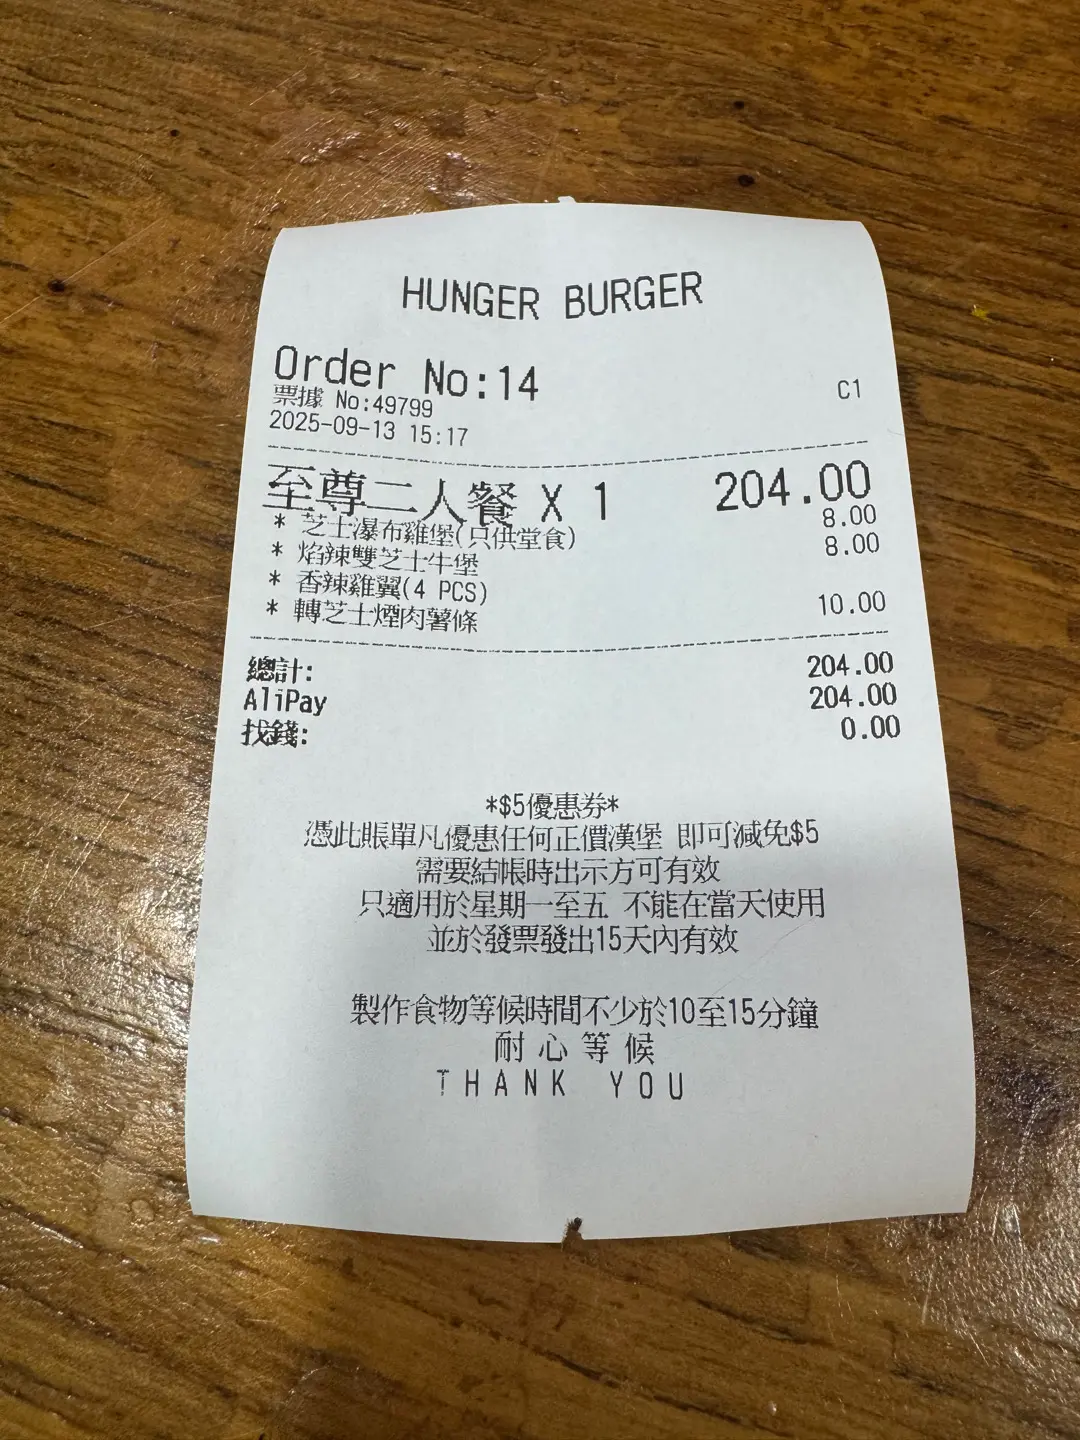 HUNGER BURGER
Order No:14
C1
票據 No:49799
2025-09-13 15:17
至尊二人餐 X 1 204.00
* 芝士瀑布雞堡(只供堂食) 8.00
* 焰辣雙芝士牛堡 8.00
* 香辣雞翼(4 PCS)
* 轉芝士煙肉薯條 10.00
總計: 204.00
AliPay 204.00
找錢: 0.00
*$5優惠券*
憑此賬單凡優惠任何正價漢堡 即可減免$5
需要結帳時出示方可有效
只適用於星期一至五 不能在當天使用
並於發票發出15天內有效
製作食物等候時間不少於10至15分鐘
耐心等候
THANK YOU